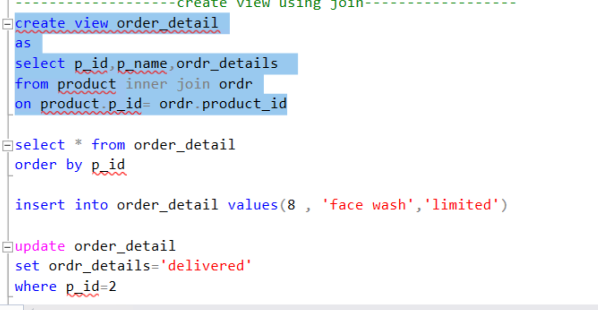 -------------------create view using join------------------
create view order_detail
as
select p_id,p_name,ordr_details
from product inner join ordr
on product.p_id= ordr.product_id
select * from order_detail
order by p_id
insert into order_detail values(8 , 'face wash','limited')
update order_detail
set ordr_details='delivered'
where p_id=2